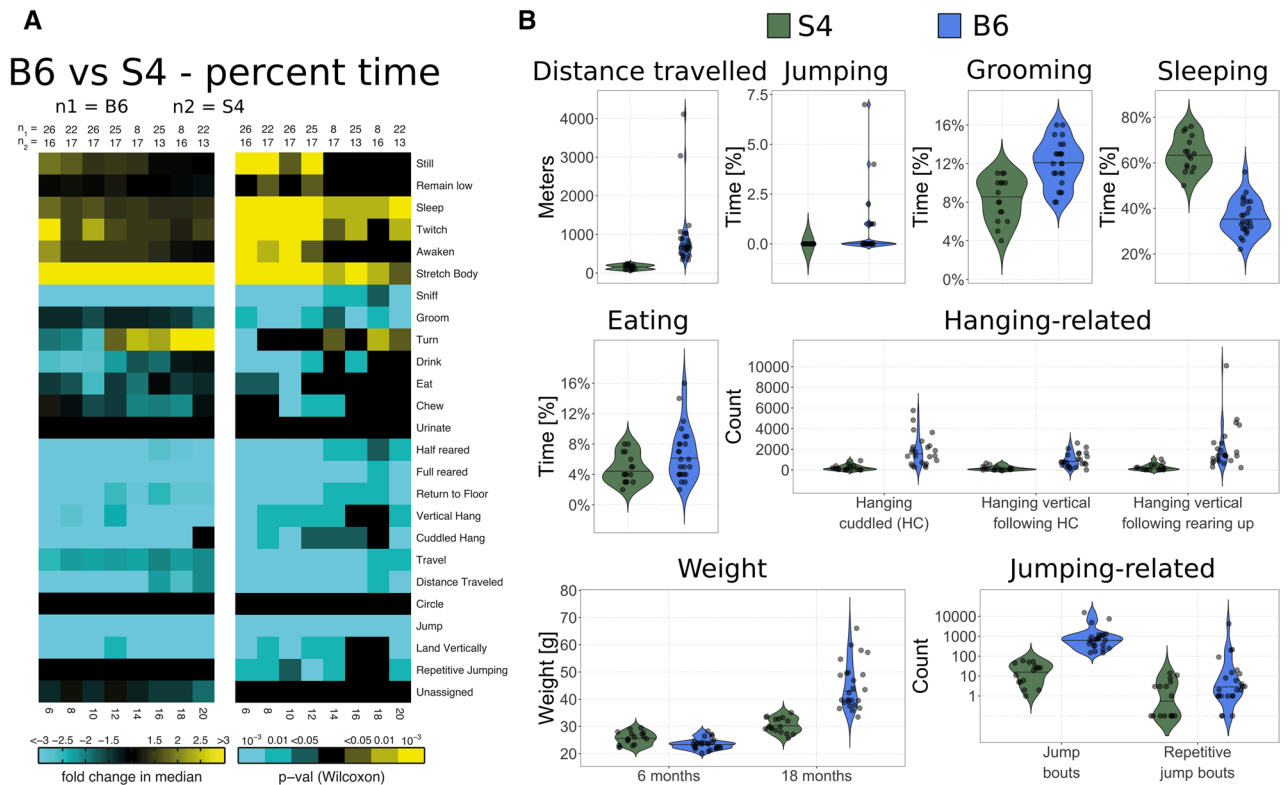 A
B6 vs S4 - percent time
n1 = B6 n2 = S4
n1 = 26 22 26 25 8 25 8 22 26 22 26 25 8 25 8 22
n2 = 16 17 17 17 17 13 16 13 16 17 17 17 17 13 16 13
Still
Remain low
Sleep
Twitch
Awaken
Stretch Body
Sniff
Groom
Turn
Drink
Eat
Chew
Urinate
Half reared
Full reared
Return to Floor
Vertical Hang
Cuddled Hang
Travel
Distance Traveled
Circle
Jump
Land Vertically
Repetitive Jumping
Unassigned
6 8 10 12 14 16 18 20 6 8 10 12 14 16 18 20
<-3 -2.5 -2 -1.5 1.5 2 2.5 >3
fold change in median
10-3 0.01 <0.05 <0.05 0.01 10-3
p-val (Wilcoxon)
B
S4 B6
Distance travelled
Meters
4000
3000
2000
1000
0
Jumping
Time [%]
7.5
5.0
2.5
0.0
Grooming
Time [%]
16%
12%
8%
4%
0%
Sleeping
Time [%]
80%
60%
40%
20%
Eating
Time [%]
16%
12%
8%
4%
0%
Hanging-related
Count
10000
8000
6000
4000
2000
0
Hanging
cuddled (HC)
Hanging vertical
following HC
Hanging vertical
following rearing up
Weight
Weight [g]
80
70
60
50
40
30
20
6 months 18 months
Jumping-related
Count
10000
1000
100
10
1
Jump
bouts
Repetitive
jump bouts